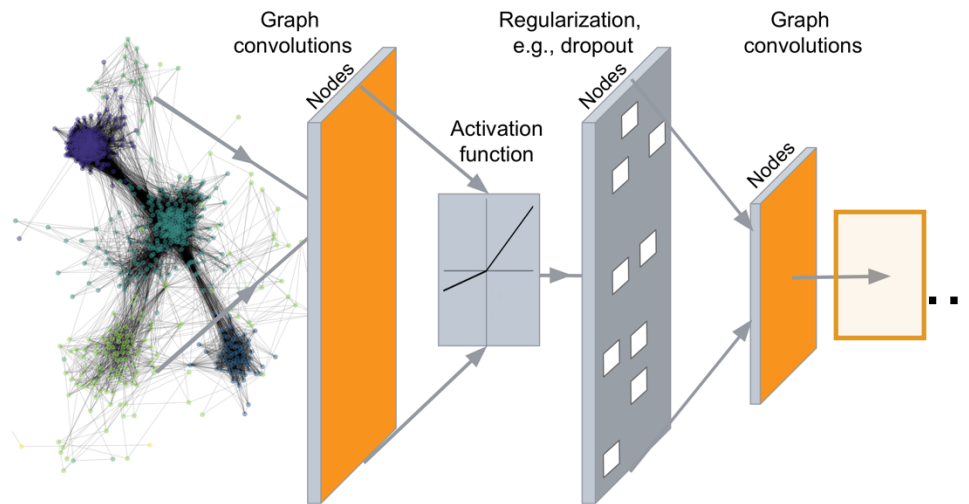 Graph
convolutions
Regularization,
e.g., dropout
Graph
convolutions
Nodes
Nodes
Activation
function
Nodes